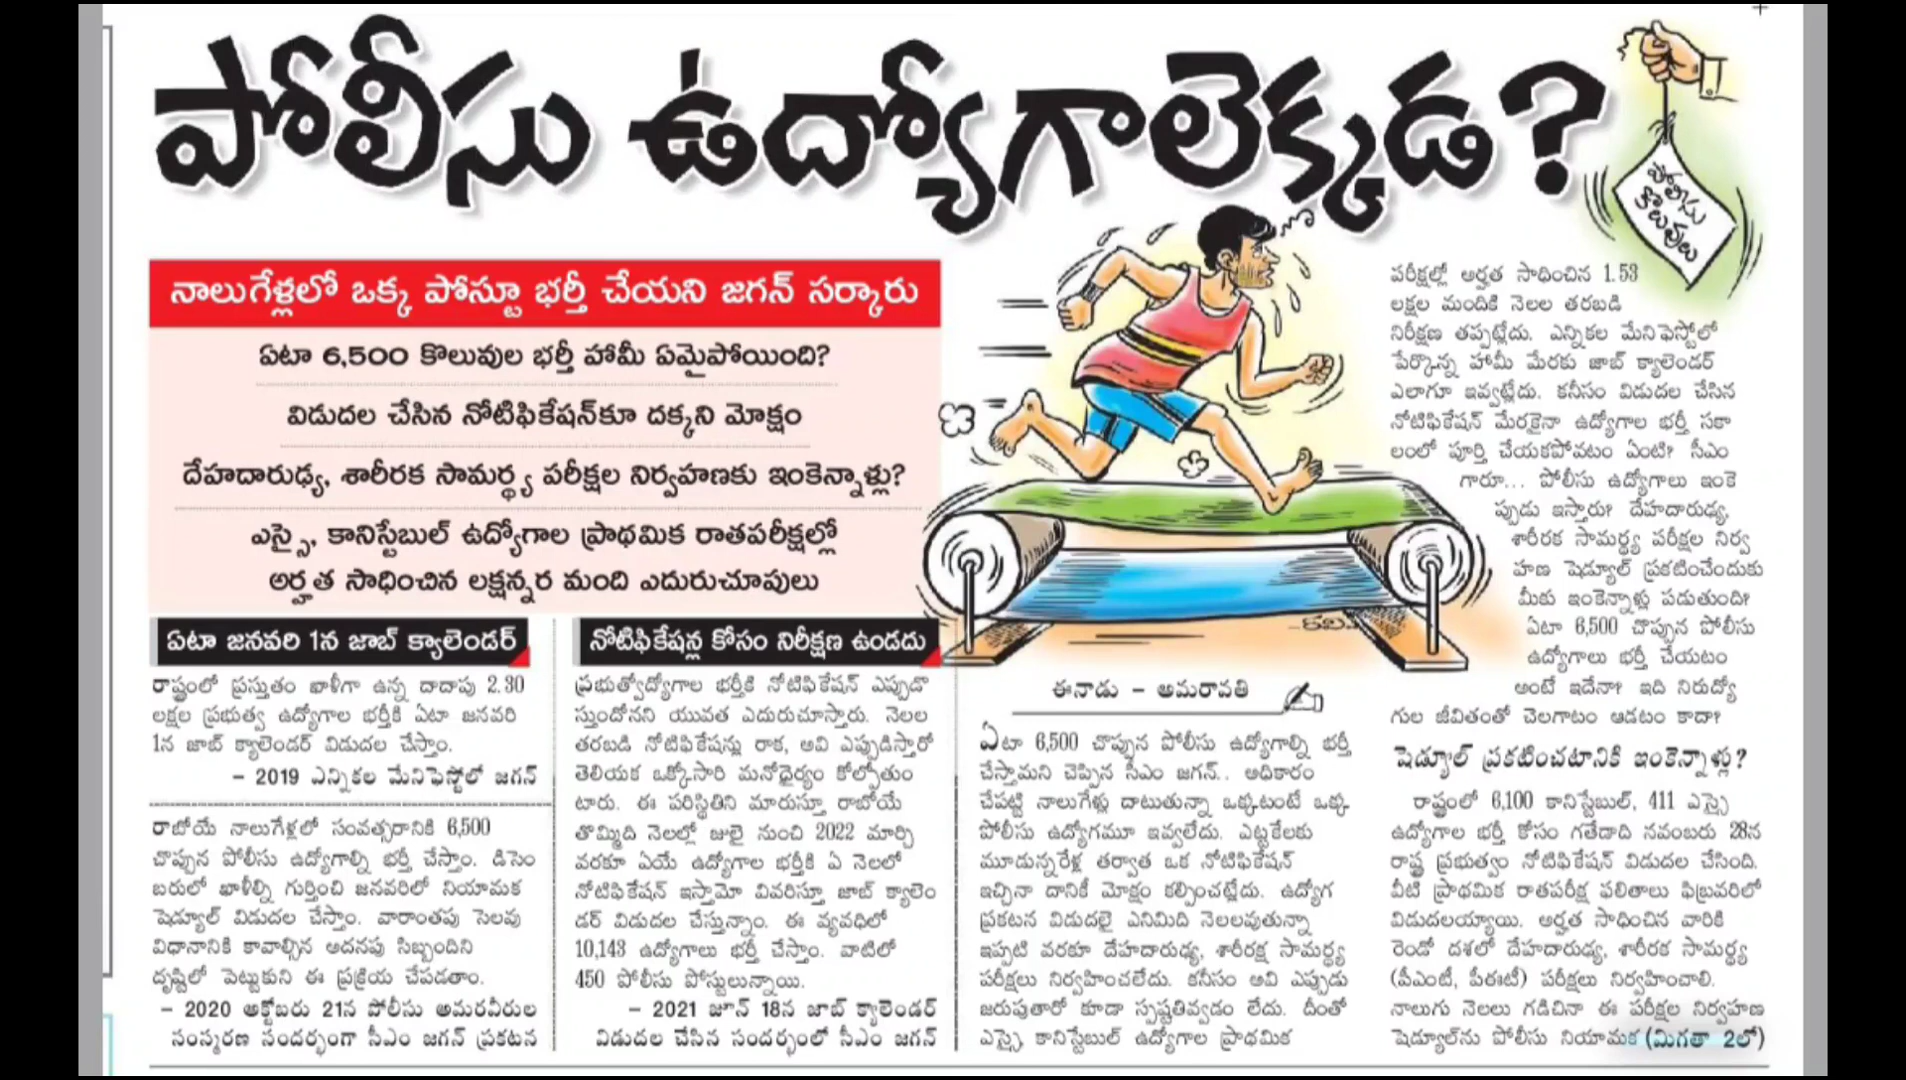 పోలీసు ఉద్యోగాలెక్కడ?
పోలీసు
కొలువులు
నాలుగేళ్లలో ఒక్క పోస్టూ భర్తీ చేయని జగన్ సర్కారు
ఏటా 6,500 కొలువుల భర్తీ హామీ ఏమైపోయింది?
విడుదల చేసిన నోటిఫికేషన్‌కూ దక్కని మోక్షం
దేహదారుఢ్య, శారీరక సామర్థ్య పరీక్షల నిర్వహణకు ఇంకెన్నాళ్లు?
ఎస్సై, కానిస్టేబుల్ ఉద్యోగాల ప్రాథమిక రాతపరీక్షల్లో
అర్హత సాధించిన లక్షన్నర మంది ఎదురుచూపులు
ఏటా జనవరి 1న జాబ్ క్యాలెండర్
రాష్ట్రంలో ప్రస్తుతం ఖాళీగా ఉన్న దాదాపు 2.30
లక్షల ప్రభుత్వ ఉద్యోగాల భర్తీకి ఏటా జనవరి
1న జాబ్ క్యాలెండర్ విడుదల చేస్తాం.
– 2019 ఎన్నికల మేనిఫెస్టోలో జగన్
రాబోయే నాలుగేళ్లలో సంవత్సరానికి 6,500
చొప్పున పోలీసు ఉద్యోగాల్ని భర్తీ చేస్తాం. డిసెం
బరులో ఖాళీల్ని గుర్తించి జనవరిలో నియామక
షెడ్యూల్ విడుదల చేస్తాం. వారాంతపు సెలవు
విధానానికి కావాల్సిన అదనపు సిబ్బందిని
దృష్టిలో పెట్టుకుని ఈ ప్రక్రియ చేపడతాం.
– 2020 అక్టోబరు 21న పోలీసు అమరవీరుల
సంస్మరణ సందర్భంగా సీఎం జగన్ ప్రకటన
నోటిఫికేషన్ల కోసం నిరీక్షణ ఉండదు
ప్రభుత్వోద్యోగాల భర్తీకి నోటిఫికేషన్ ఎప్పుడొ
స్తుందోనని యువత ఎదురుచూస్తారు. నెలల
తరబడి నోటిఫికేషన్లు రాక, అవి ఎప్పుడిస్తారో
తెలియక ఒక్కోసారి మనోధైర్యం కోల్పోతుం
టారు. ఈ పరిస్థితిని మారుస్తూ రాబోయే
తొమ్మిది నెలల్లో జులై నుంచి 2022 మార్చి
వరకూ ఏయే ఉద్యోగాల భర్తీకి ఏ నెలలో
నోటిఫికేషన్ ఇస్తామో వివరిస్తూ జాబ్ క్యాలెం
డర్ విడుదల చేస్తున్నాం. ఈ వ్యవధిలో
10,143 ఉద్యోగాలు భర్తీ చేస్తాం. వాటిలో
450 పోలీసు పోస్టులున్నాయి.
– 2021 జూన్ 18న జాబ్ క్యాలెండర్
విడుదల చేసిన సందర్భంలో సీఎం జగన్
ఈనాడు – అమరావతి
ఏటా 6,500 చొప్పున పోలీసు ఉద్యోగాల్ని భర్తీ
చేస్తామని చెప్పిన సీఎం జగన్.. అధికారం
చేపట్టి నాలుగేళ్లు దాటుతున్నా ఒక్కటంటే ఒక్క
పోలీసు ఉద్యోగమూ ఇవ్వలేదు. ఎట్టకేలకు
మూడున్నరేళ్ల తర్వాత ఒక నోటిఫికేషన్
ఇచ్చినా దానికీ మోక్షం కల్పించట్లేదు. ఉద్యోగ
ప్రకటన విడుదలై ఎనిమిది నెలలవుతున్నా
ఇప్పటి వరకూ దేహదారుఢ్య, శారీరక్ష సామర్థ్య
పరీక్షలు నిర్వహించలేదు. కనీసం అవి ఎప్పుడు
జరుపుతారో కూడా స్పష్టతివ్వడం లేదు. దీంతో
ఎస్సై, కానిస్టేబుల్ ఉద్యోగాల ప్రాథమిక
పరీక్షల్లో అర్హత సాధించిన 1.53
లక్షల మందికి నెలల తరబడి
నిరీక్షణ తప్పట్లేదు. ఎన్నికల మేనిఫెస్టోలో
పేర్కొన్న హామీ మేరకు జాబ్ క్యాలెండర్
ఎలాగూ ఇవ్వట్లేదు. కనీసం విడుదల చేసిన
నోటిఫికేషన్ మేరకైనా ఉద్యోగాల భర్తీ సకా
లంలో పూర్తి చేయకపోవటం ఏంటి? సీఎం
గారూ... పోలీసు ఉద్యోగాలు ఇంకె
ప్పుడు ఇస్తారు? దేహదారుఢ్య,
శారీరక సామర్థ్య పరీక్షల నిర్వ
హణ షెడ్యూల్ ప్రకటించేందుకు
మీకు ఇంకెన్నాళ్లు పడుతుంది?
ఏటా 6,500 చొప్పున పోలీసు
ఉద్యోగాలు భర్తీ చేయటం
అంటే ఇదేనా? ఇది నిరుద్యో
గుల జీవితంతో చెలగాటం ఆడటం కాదా?
షెడ్యూల్ ప్రకటించటానికి ఇంకెన్నాళ్లు?
రాష్ట్రంలో 6,100 కానిస్టేబుల్, 411 ఎస్సై
ఉద్యోగాల భర్తీ కోసం గతేడాది నవంబరు 28న
రాష్ట్ర ప్రభుత్వం నోటిఫికేషన్ విడుదల చేసింది.
వీటి ప్రాథమిక రాతపరీక్ష ఫలితాలు ఫిబ్రవరిలో
విడుదలయ్యాయి. అర్హత సాధించిన వారికి
రెండో దశలో దేహదారుఢ్య, శారీరక సామర్థ్య
(పీఎంటీ, పీఈటీ) పరీక్షలు నిర్వహించాలి.
నాలుగు నెలలు గడిచినా ఈ పరీక్షల నిర్వహణ
షెడ్యూల్‌ను పోలీసు నియామక (మిగతా 2లో)